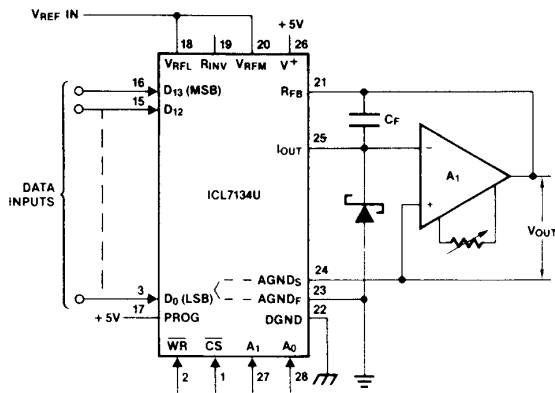 VREF IN
+5V
18 19 20 26
VRFL RINV VRFM V+
21
RFB
16
D13 (MSB)
15
D12
CF
25
IOUT
−
A1
+
ICL7134U
DATA
INPUTS
VOUT
24
AGNDS
3
D0 (LSB)
AGNDF
23
17
+5V
PROG
DGND
22
WR CS A1 A0
2 1 27 28